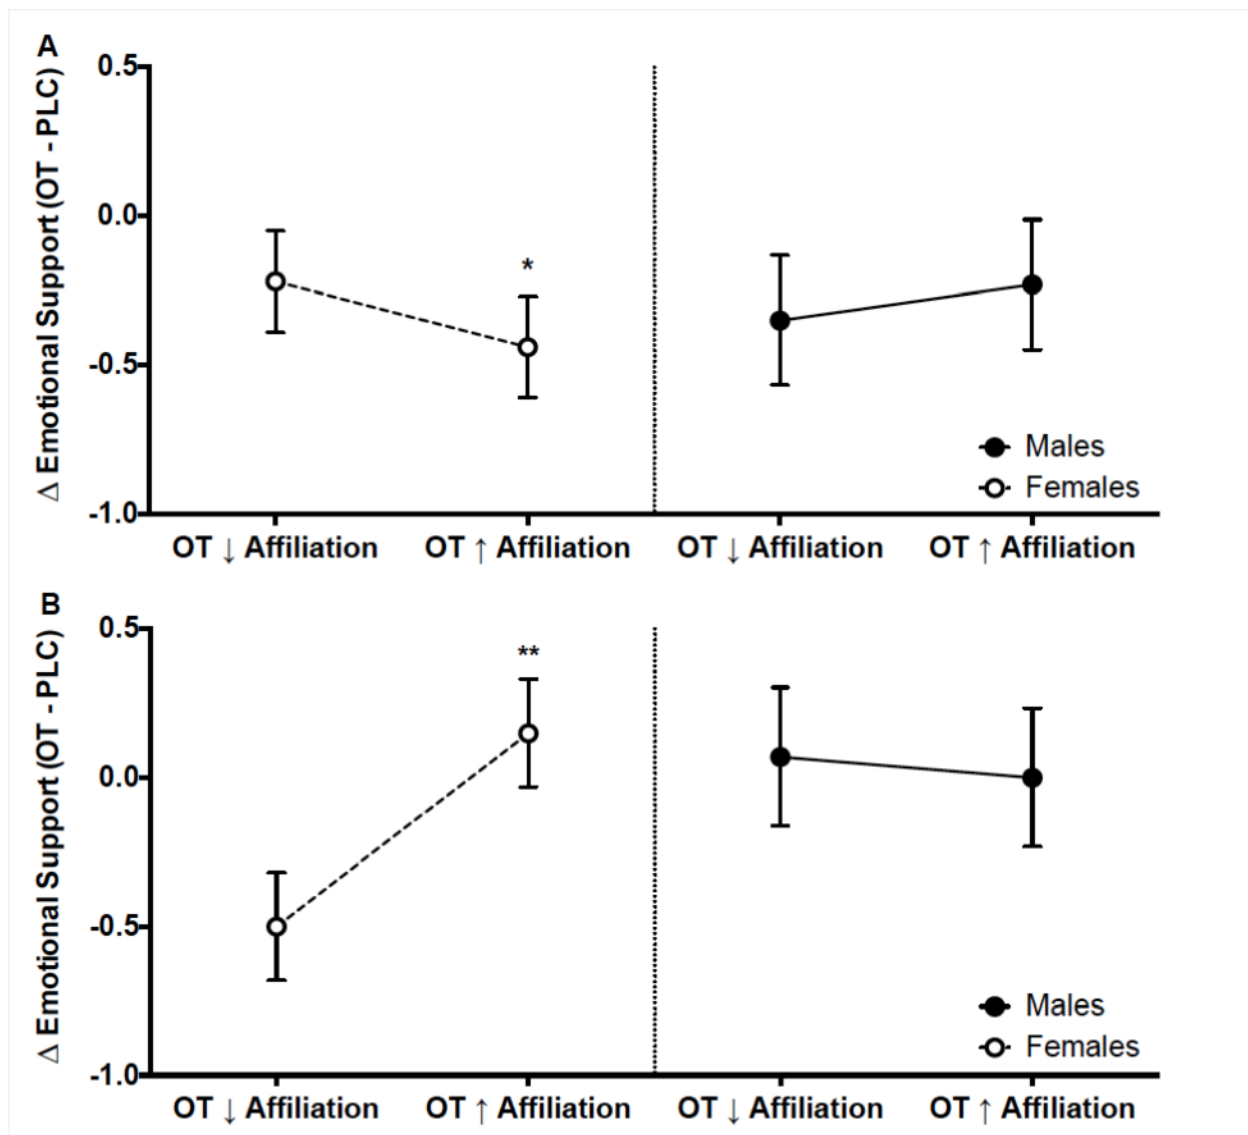 A
Δ Emotional Support (OT - PLC)
0.5
0.0
-0.5
-1.0
*
Males
Females
OT ↓ Affiliation
OT ↑ Affiliation
OT ↓ Affiliation
OT ↑ Affiliation
B
Δ Emotional Support (OT - PLC)
0.5
0.0
-0.5
-1.0
**
Males
Females
OT ↓ Affiliation
OT ↑ Affiliation
OT ↓ Affiliation
OT ↑ Affiliation